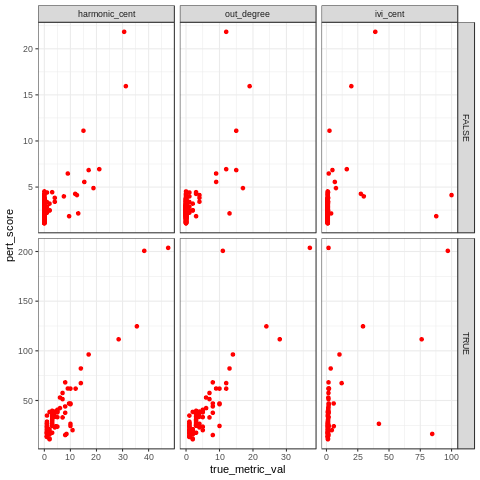 harmonic_cent out_degree ivi_cent
20
15
10
5
FALSE
pert_score
200
150
100
50
TRUE
0 10 20 30 40 0 10 20 30 0 25 50 75 100
true_metric_val